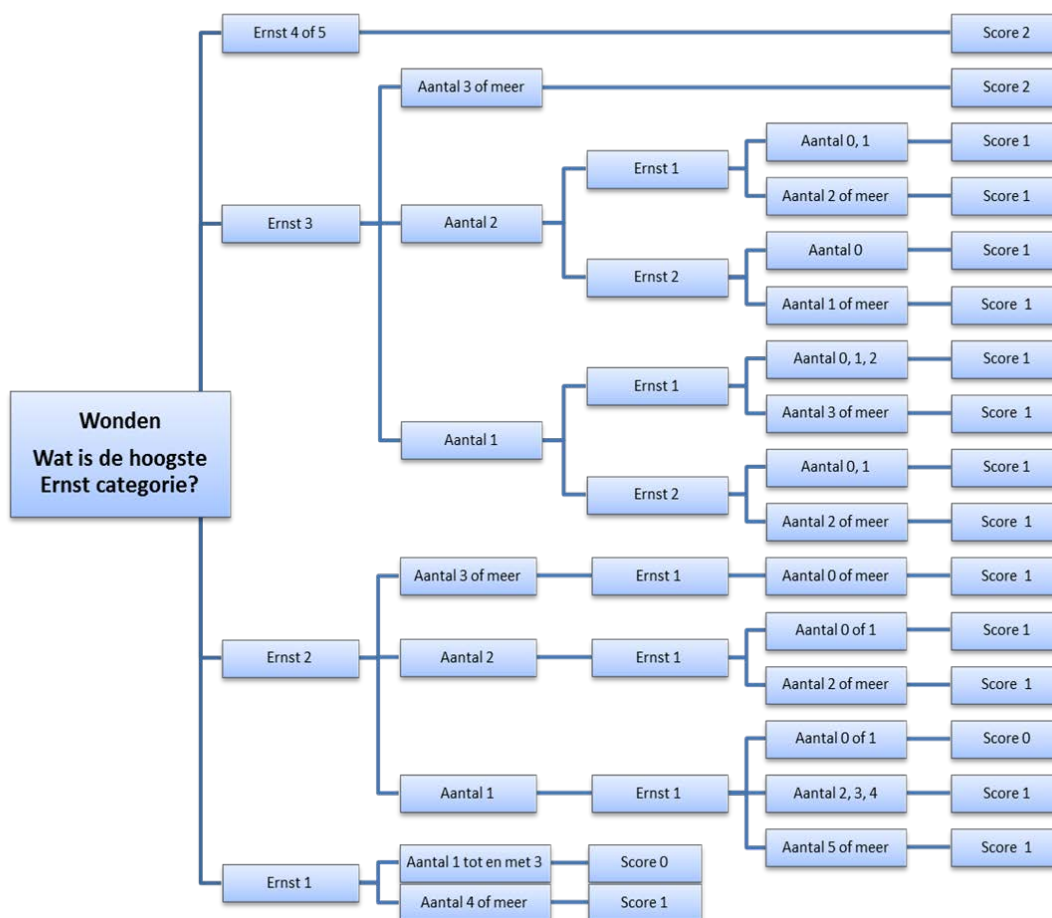 Ernst 4 of 5
Score 2
Aantal 3 of meer
Score 2
Aantal 0, 1
Score 1
Ernst 1
Aantal 2 of meer
Score 1
Ernst 3
Aantal 2
Aantal 0
Score 1
Ernst 2
Aantal 1 of meer
Score 1
Aantal 0, 1, 2
Score 1
Ernst 1
Aantal 3 of meer
Score 1
Wonden
Wat is de hoogste
Ernst categorie?
Aantal 1
Aantal 0, 1
Score 1
Ernst 2
Aantal 2 of meer
Score 1
Aantal 3 of meer
Ernst 1
Aantal 0 of meer
Score 1
Aantal 0 of 1
Score 1
Ernst 2
Aantal 2
Ernst 1
Aantal 2 of meer
Score 1
Aantal 0 of 1
Score 0
Aantal 1
Ernst 1
Aantal 2, 3, 4
Score 1
Aantal 5 of meer
Score 1
Ernst 1
Aantal 1 tot en met 3
Score 0
Aantal 4 of meer
Score 1